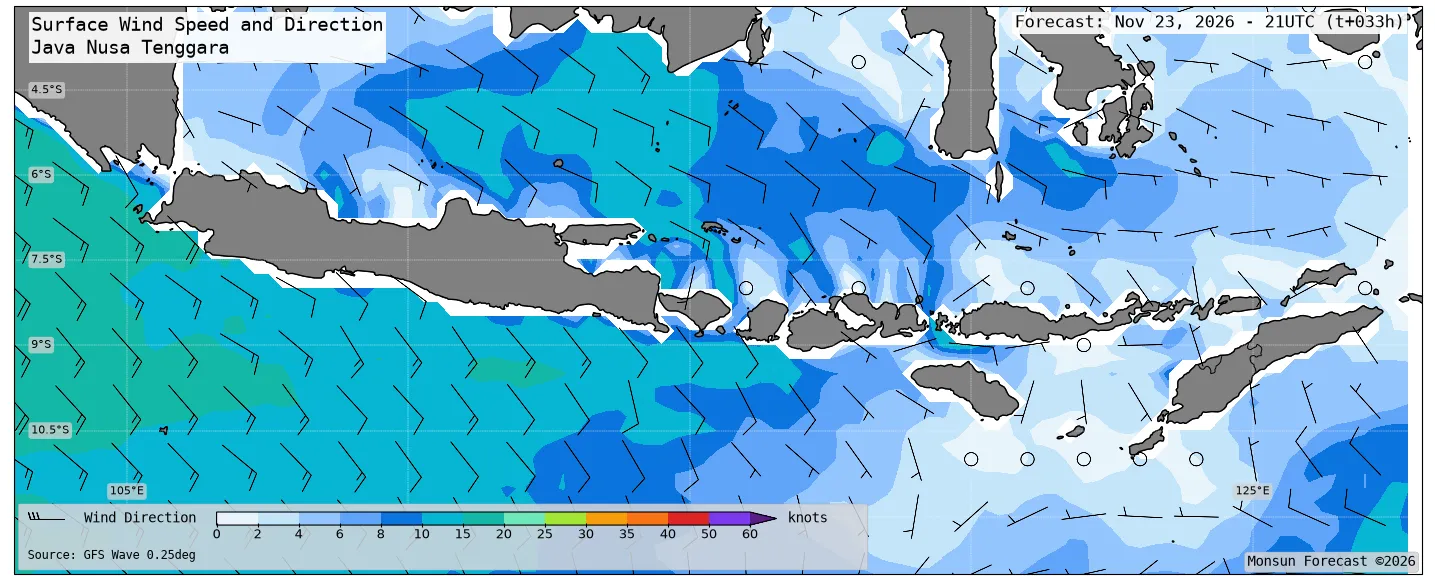 Surface Wind Speed and Direction
Java Nusa Tenggara
Forecast: Nov 23, 2026 - 21UTC (t+033h)
4.5°S
6°S
7.5°S
9°S
10.5°S
105°E
125°E
Wind Direction
0 2 4 6 8 10 15 20 25 30 35 40 50 60
knots
Source: GFS Wave 0.25deg
Monsun Forecast ©2026